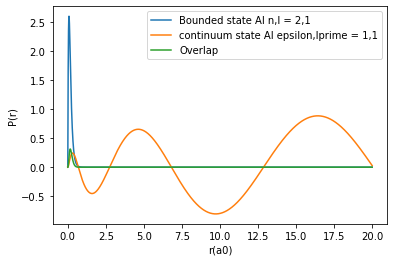 Bounded state Al n,l = 2,1
continuum state Al epsilon,lprime = 1,1
Overlap
P(r)
2.5
2.0
1.5
1.0
0.5
0.0
−0.5
0.0 2.5 5.0 7.5 10.0 12.5 15.0 17.5 20.0
r(a0)